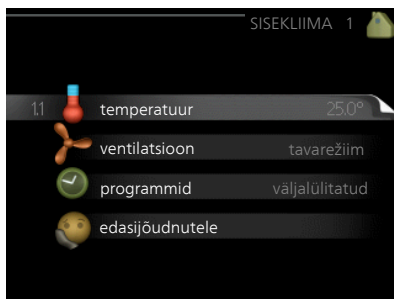 SISEKLIIMA 1
1.1 temperatuur 25.0°
ventilatsioon tavarežiim
programmid väljalülitatud
edasijõudnutele